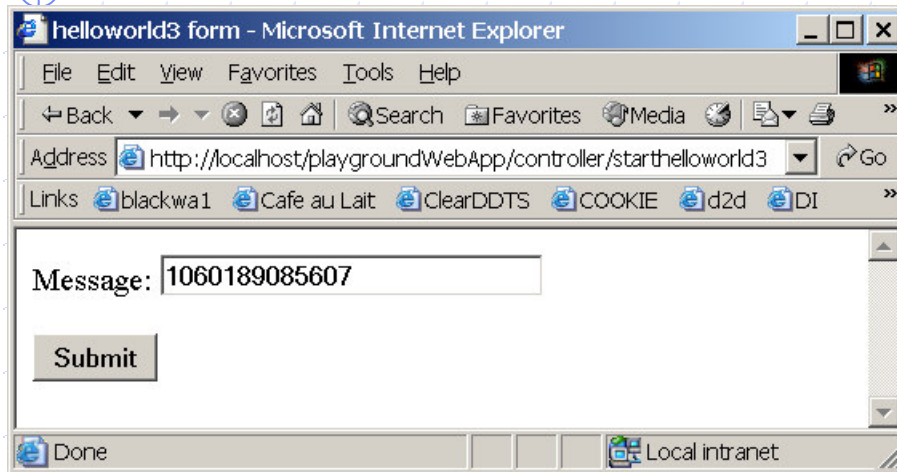 helloworld3 form - Microsoft Internet Explorer
File Edit View Favorites Tools Help
Back Search Favorites Media »
Address http://localhost/playgroundWebApp/controller/starthelloworld3 Go
Links blackwa1 Cafe au Lait ClearDDTS COOKIE d2d DI »
Message: 1060189085607
Submit
Done Local intranet